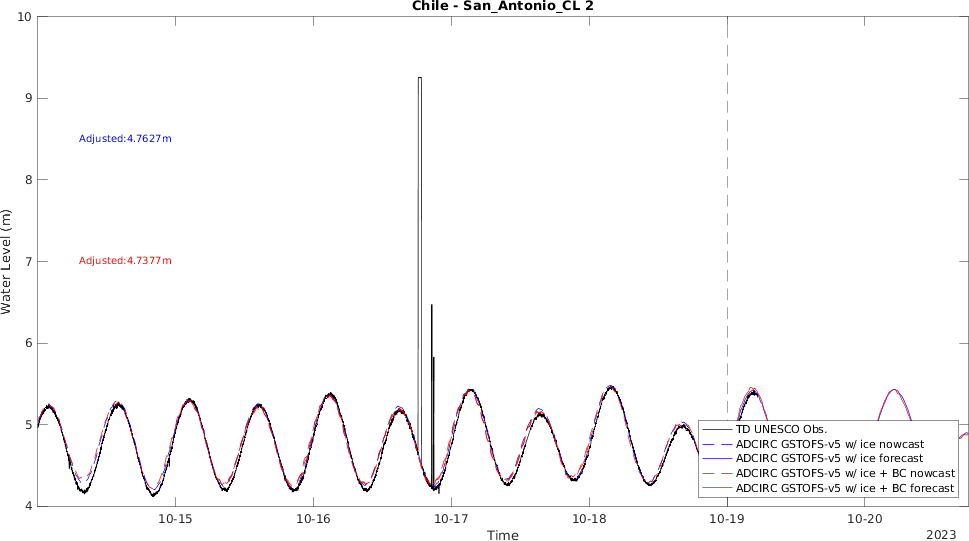 Chile - San_Antonio_CL 2
10
9
8
7
6
5
4
Water Level (m)
Adjusted:4.7627m
Adjusted:4.7377m
TD UNESCO Obs.
ADCIRC GSTOFS-v5 w/ ice nowcast
ADCIRC GSTOFS-v5 w/ ice forecast
ADCIRC GSTOFS-v5 w/ ice + BC nowcast
ADCIRC GSTOFS-v5 w/ ice + BC forecast
10-15
10-16
10-17
10-18
10-19
10-20
Time
2023